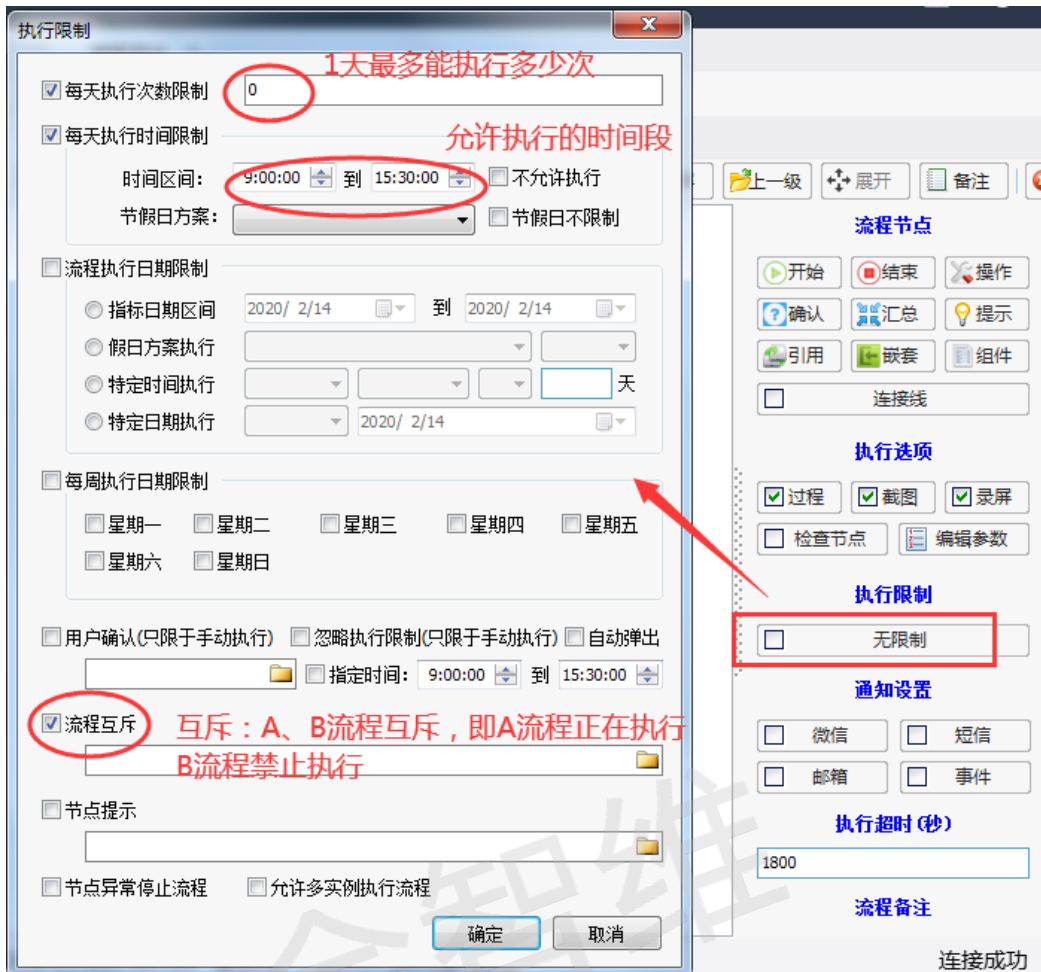 执行限制
1天最多能执行多少次
每天执行次数限制 0
每天执行时间限制 允许执行的时间段
时间区间： 9:00:00 到 15:30:00 不允许执行
节假日方案： 节假日不限制
流程执行日期限制
指标日期区间 2020/ 2/14 到 2020/ 2/14
假日方案执行
特定时间执行 天
特定日期执行 2020/ 2/14
每周执行日期限制
星期一 星期二 星期三 星期四 星期五
星期六 星期日
用户确认(只限于手动执行) 忽略执行限制(只限于手动执行) 自动弹出
指定时间： 9:00:00 到 15:30:00
流程互斥 互斥：A、B流程互斥，即A流程正在执行
B流程禁止执行
节点提示
节点异常停止流程 允许多实例执行流程
确定 取消
上一级 展开 备注
流程节点
开始 结束 操作
确认 汇总 提示
引用 嵌套 组件
连接线
执行选项
过程 截图 录屏
检查节点 编辑参数
执行限制
无限制
通知设置
微信 短信
邮箱 事件
执行超时(秒)
1800
流程备注
连接成功
智维